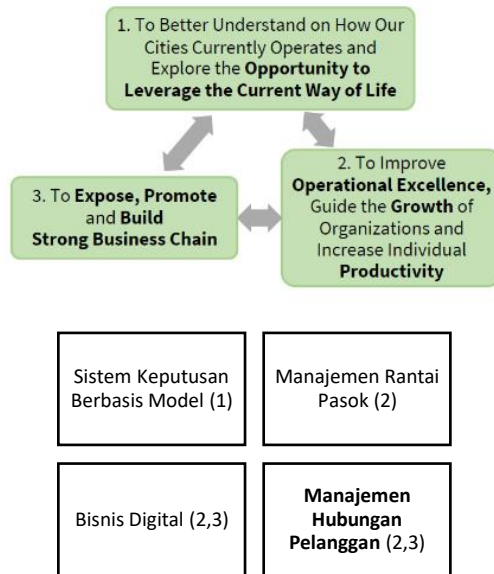 1. To Better Understand on How Our
Cities Currently Operates and
Explore the Opportunity to
Leverage the Current Way of Life
2. To Improve
Operational Excellence,
Guide the Growth of
Organizations and
Increase Individual
Productivity
3. To Expose, Promote
and Build
Strong Business Chain
Sistem Keputusan
Berbasis Model (1)
Manajemen Rantai
Pasok (2)
Bisnis Digital (2,3)
Manajemen
Hubungan
Pelanggan (2,3)